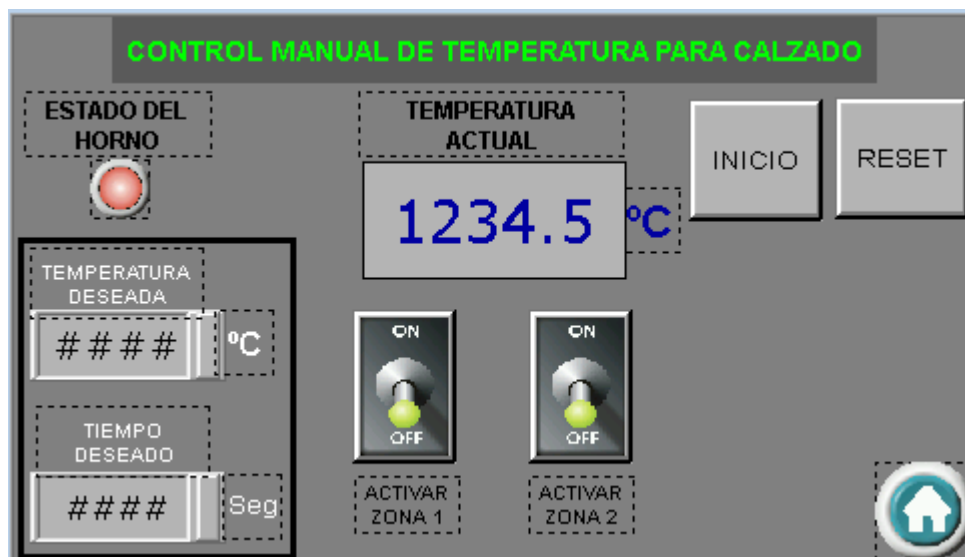 CONTROL MANUAL DE TEMPERATURA PARA CALZADO
ESTADO DEL
HORNO
TEMPERATURA
ACTUAL
1234.5 ºC
INICIO
RESET
TEMPERATURA
DESEADA
#### ºC
TIEMPO
DESEADO
#### Seg
ON
OFF
ACTIVAR
ZONA 1
ON
OFF
ACTIVAR
ZONA 2